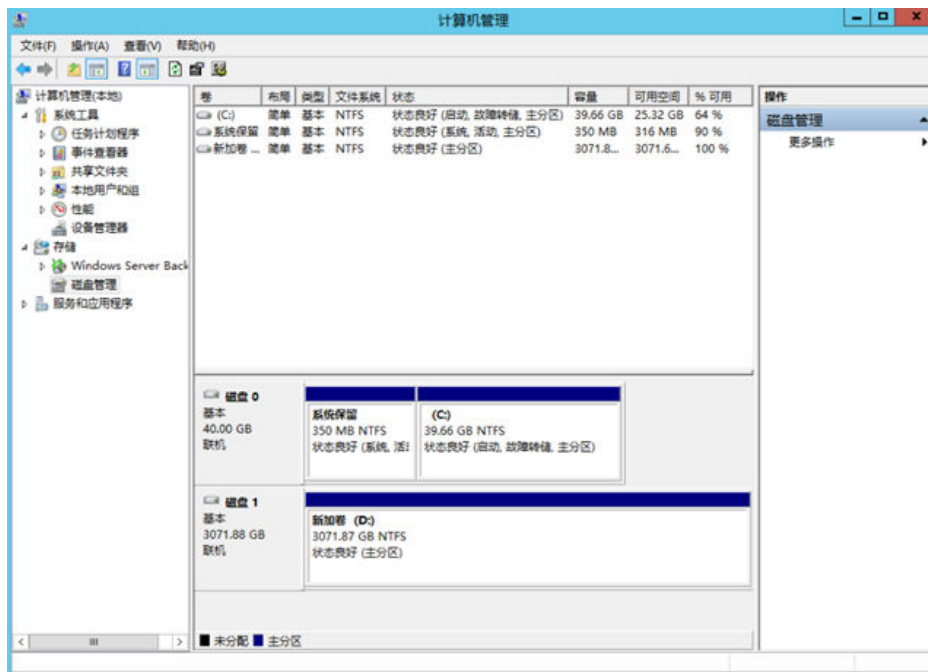 计算机管理
文件(F) 操作(A) 查看(V) 帮助(H)
计算机管理(本地)
系统工具
任务计划程序
事件查看器
共享文件夹
本地用户和组
性能
设备管理器
存储
Windows Server Back
磁盘管理
服务和应用程序
卷 布局 类型 文件系统 状态 容量 可用空间 % 可用
(C:) 简单 基本 NTFS 状态良好 (启动, 故障转储, 主分区) 39.66 GB 25.32 GB 64 %
系统保留 简单 基本 NTFS 状态良好 (系统, 活动, 主分区) 350 MB 316 MB 90 %
新加卷 ... 简单 基本 NTFS 状态良好 (主分区) 3071.8... 3071.6... 100 %
磁盘 0
基本
40.00 GB
联机
系统保留
350 MB NTFS
状态良好 (系统, 活
(C:)
39.66 GB NTFS
状态良好 (启动, 故障转储, 主分区)
磁盘 1
基本
3071.88 GB
联机
新加卷 (D:)
3071.87 GB NTFS
状态良好 (主分区)
未分配 主分区
操作
磁盘管理
更多操作